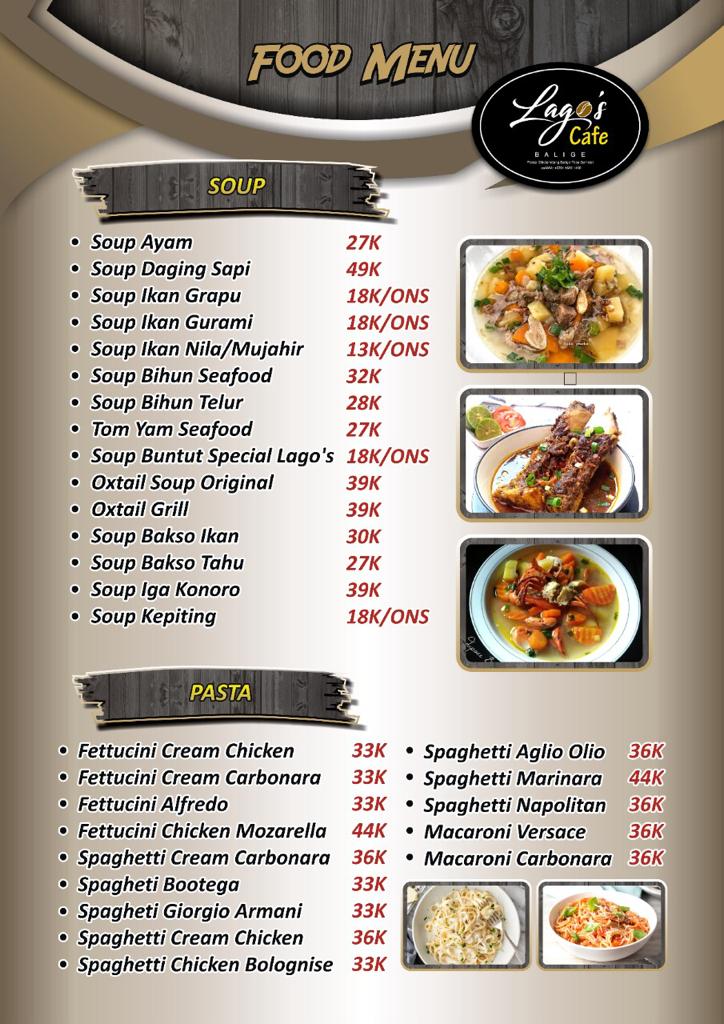 FOOD MENU
Lago's
Cafe
BALIGE
SOUP
• Soup Ayam 27K
• Soup Daging Sapi 49K
• Soup Ikan Grapu 18K/ONS
• Soup Ikan Gurami 18K/ONS
• Soup Ikan Nila/Mujahir 13K/ONS
• Soup Bihun Seafood 32K
• Soup Bihun Telur 28K
• Tom Yam Seafood 27K
• Soup Buntut Special Lago's 18K/ONS
• Oxtail Soup Original 39K
• Oxtail Grill 39K
• Soup Bakso Ikan 30K
• Soup Bakso Tahu 27K
• Soup Iga Konoro 39K
• Soup Kepiting 18K/ONS
PASTA
• Fettucini Cream Chicken 33K
• Fettucini Cream Carbonara 33K
• Fettucini Alfredo 33K
• Fettucini Chicken Mozarella 44K
• Spaghetti Cream Carbonara 36K
• Spagheti Bootega 33K
• Spagheti Giorgio Armani 33K
• Spaghetti Cream Chicken 36K
• Spaghetti Chicken Bolognise 33K
• Spaghetti Aglio Olio 36K
• Spaghetti Marinara 44K
• Spaghetti Napolitan 36K
• Macaroni Versace 36K
• Macaroni Carbonara 36K